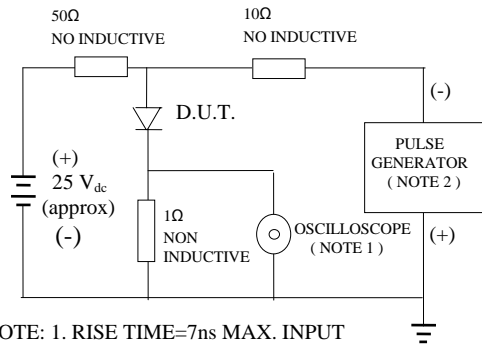 50Ω
NO INDUCTIVE
10Ω
NO INDUCTIVE
D.U.T.
(-)
PULSE
GENERATOR
( NOTE 2 )
(+)
25 Vdc
(approx)
(-)
1Ω
NON
INDUCTIVE
OSCILLOSCOPE
( NOTE 1 )
(+)
OTE: 1. RISE TIME=7ns MAX. INPUT